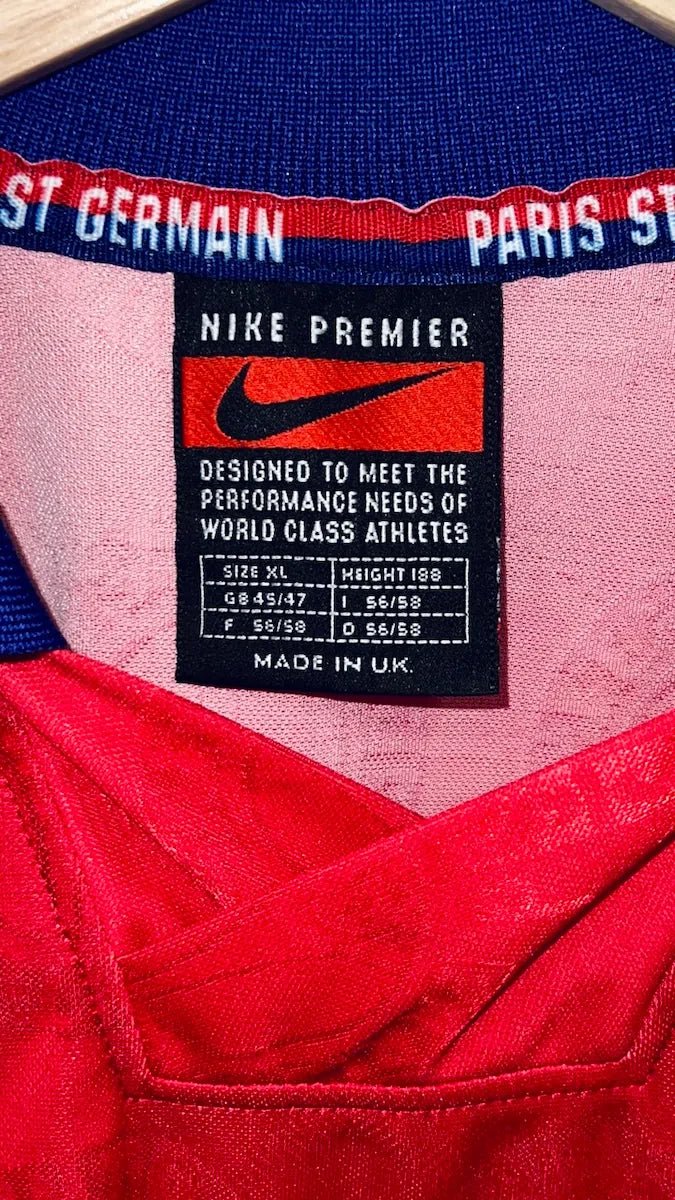 ST GERMAIN PARIS ST
NIKE PREMIER
DESIGNED TO MEET THE
PERFORMANCE NEEDS OF
WORLD CLASS ATHLETES
SIZE XL HEIGHT 188
GB 45/47 I 56/58
F 56/58 D 56/58
MADE IN U.K.